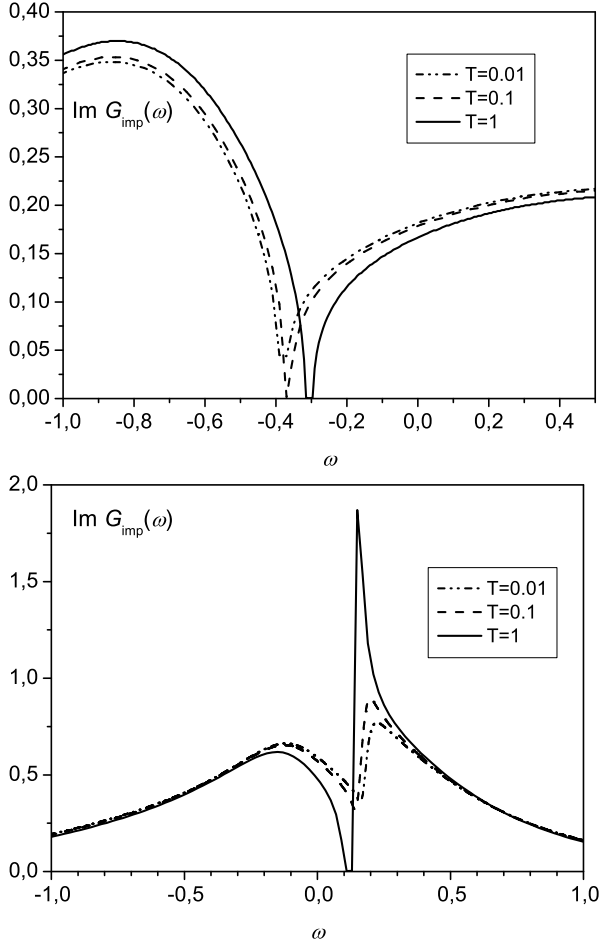 0,40
0,35
0,30
0,25
0,20
0,15
0,10
0,05
0,00
Im G_imp(ω)
T=0.01
T=0.1
T=1
-1,0 -0,8 -0,6 -0,4 -0,2 0,0 0,2 0,4
ω
2,0
1,5
1,0
0,5
0,0
Im G_imp(ω)
T=0.01
T=0.1
T=1
-1,0 -0,5 0,0 0,5 1,0
ω